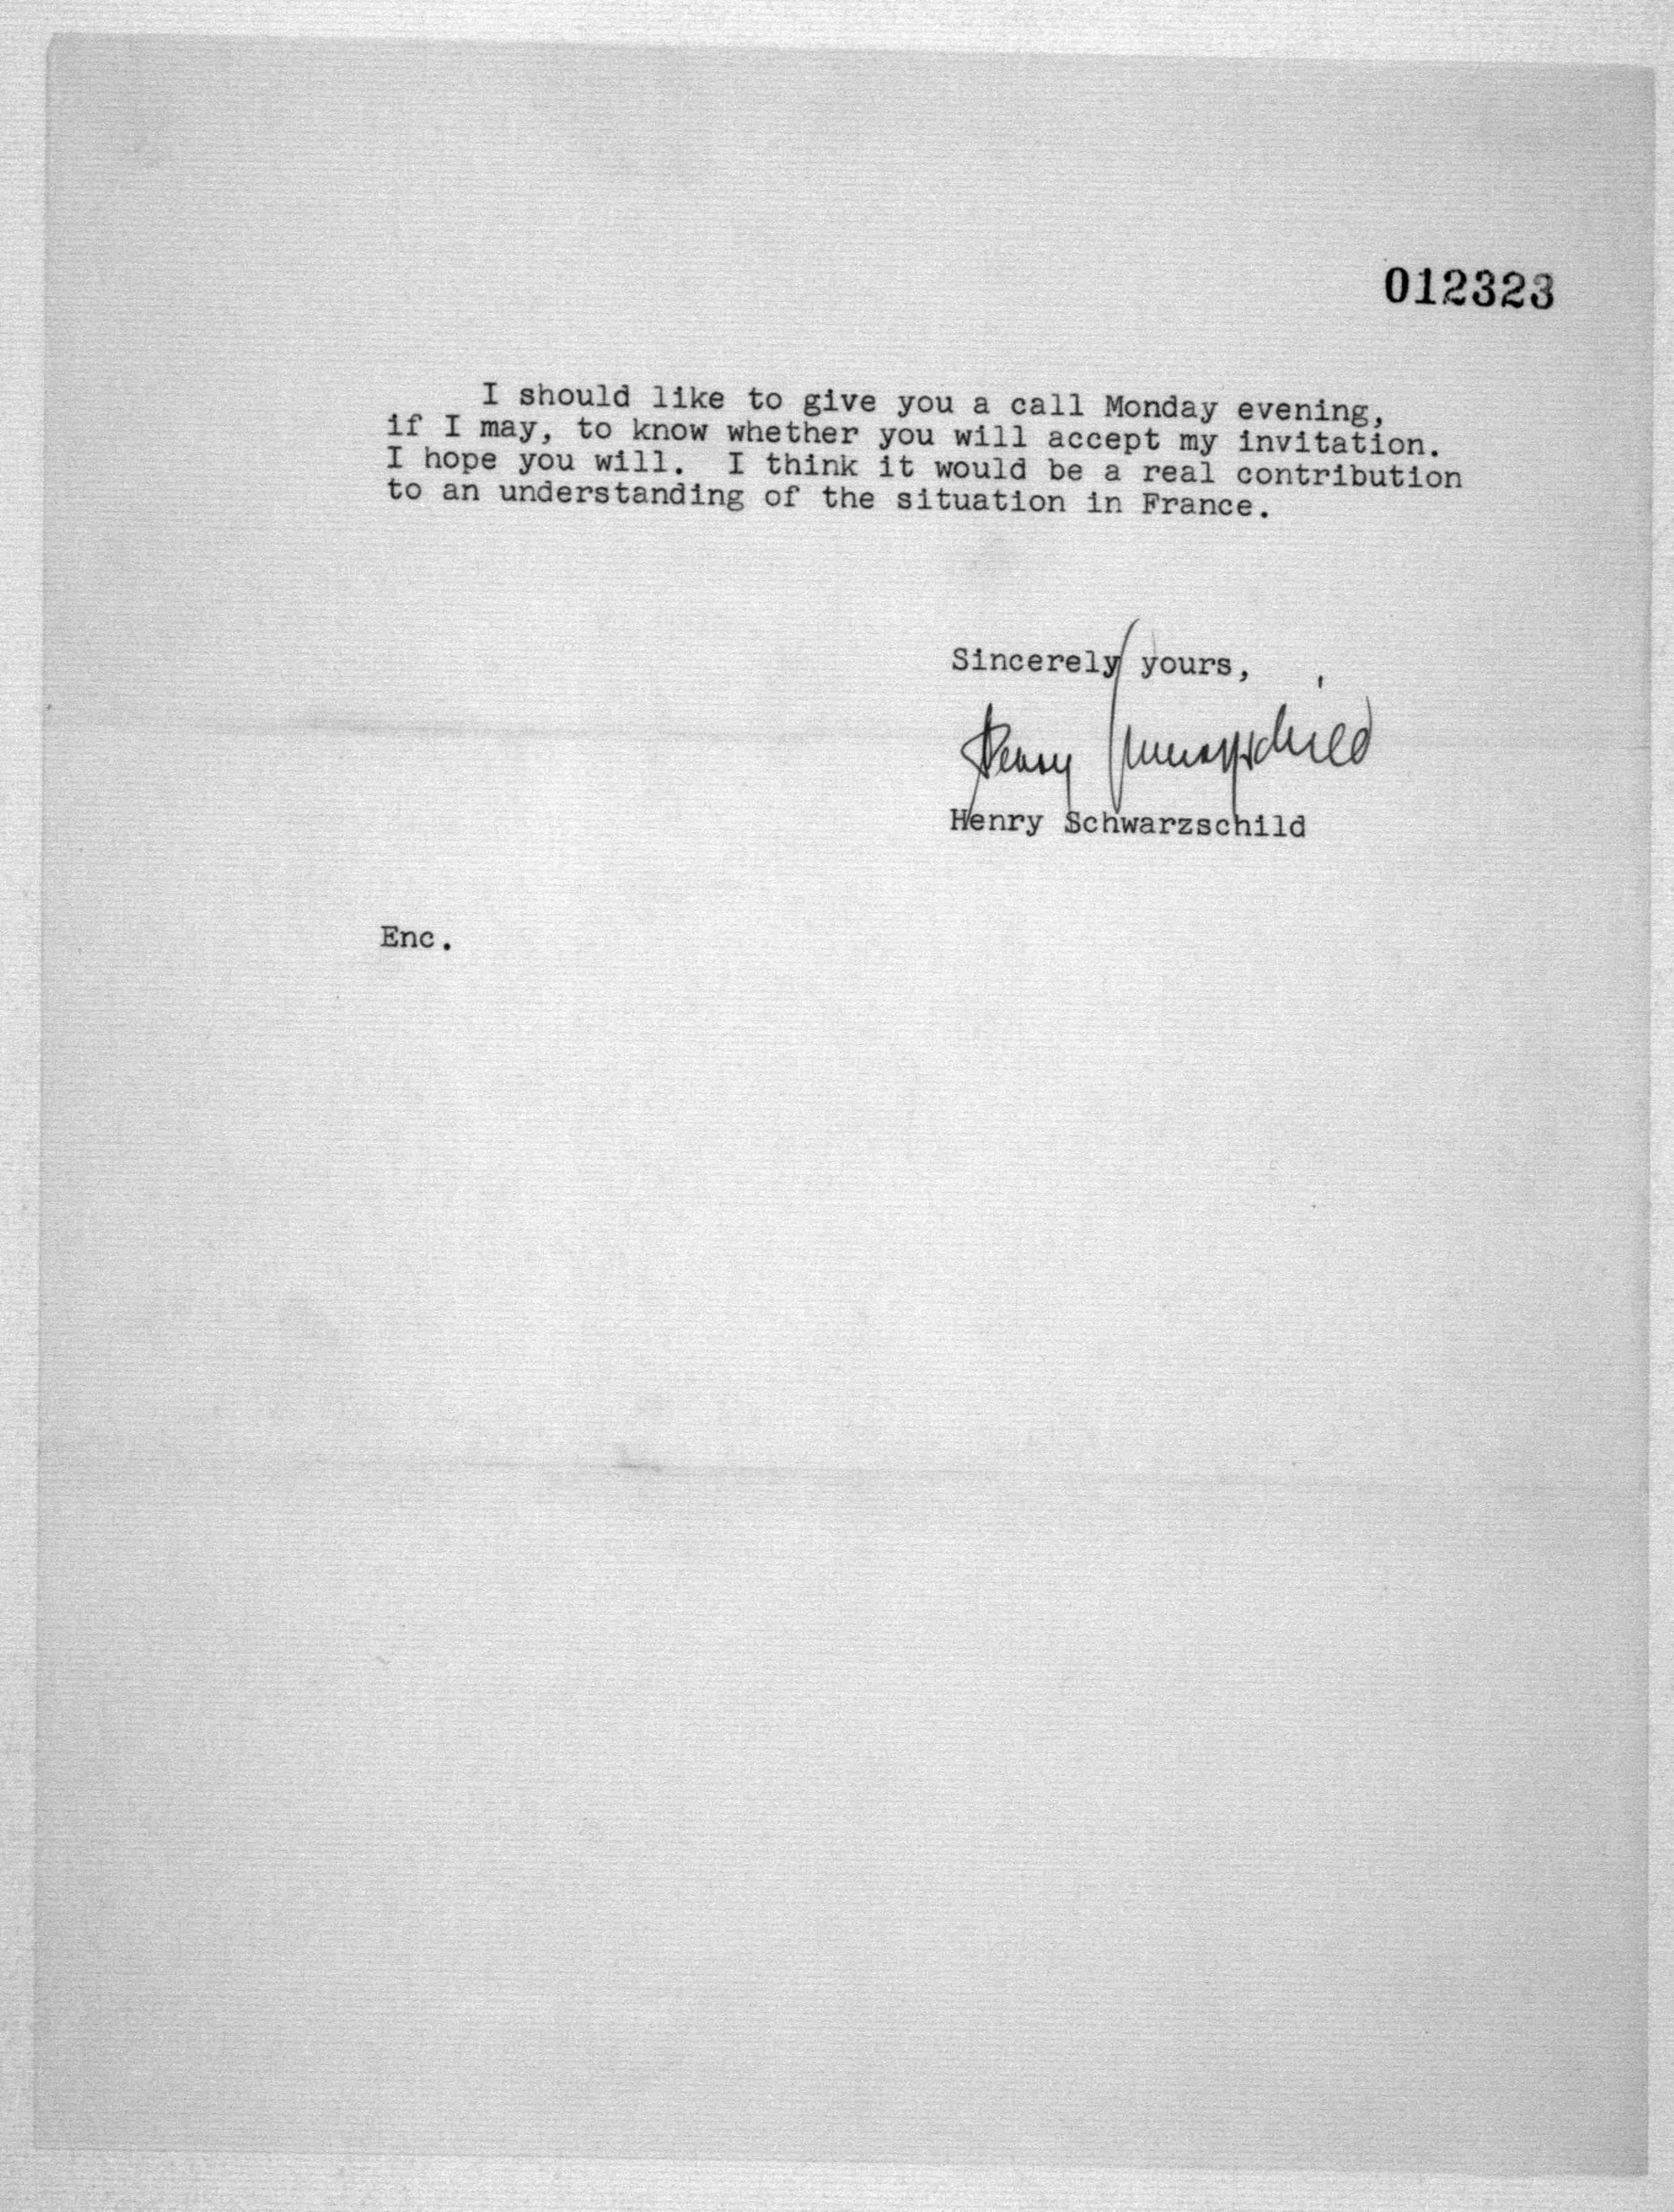 012323
I should like to give you a call Monday evening,
if I may, to know whether you will accept my invitation.
I hope you will. I think it would be a real contribution
to an understanding of the situation in France.
Sincerely yours,
Henry Schwarzschild
Henry Schwarzschild
Enc.